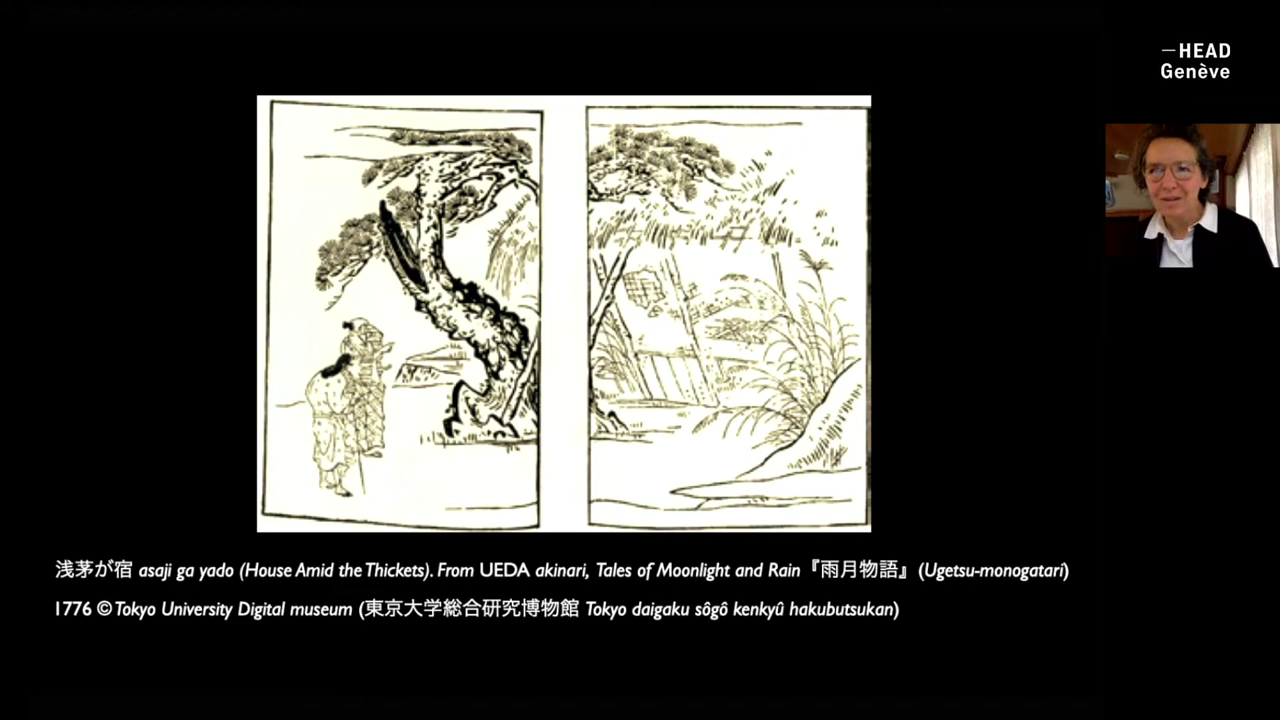 —HEAD
Genève
浅茅が宿 asaji ga yado (House Amid the Thickets). From UEDA akinari, Tales of Moonlight and Rain『雨月物語』(Ugetsu-monogatari)
1776 © Tokyo University Digital museum (東京大学総合研究博物館 Tokyo daigaku sôgô kenkyû hakubutsukan)